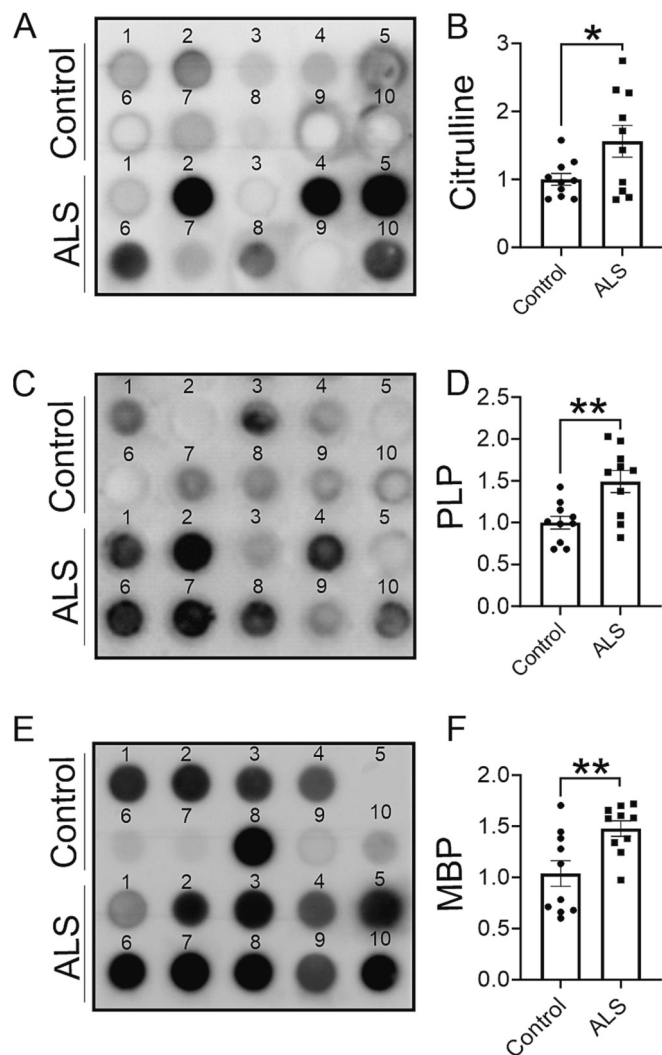 A
Control
1 2 3 4 5
6 7 8 9 10
ALS
1 2 3 4 5
6 7 8 9 10
B
*
Citrulline
3
2
1
0
Control ALS
C
Control
1 2 3 4 5
6 7 8 9 10
ALS
1 2 3 4 5
6 7 8 9 10
D
**
PLP
2.5
2.0
1.5
1.0
0.5
0.0
Control ALS
E
Control
1 2 3 4 5
6 7 8 9 10
ALS
1 2 3 4 5
6 7 8 9 10
F
**
MBP
2.0
1.5
1.0
0.5
0.0
Control ALS